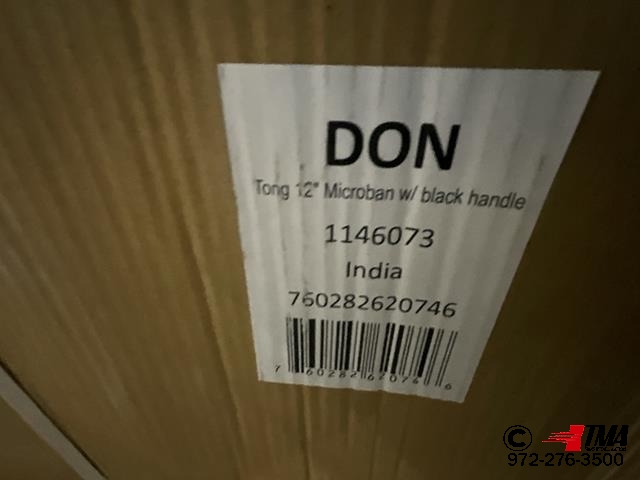 DON
Tong 12" Microban w/ black handle
1146073
India
760282620746
7 60282 62074 6
© TMA
972-276-3500